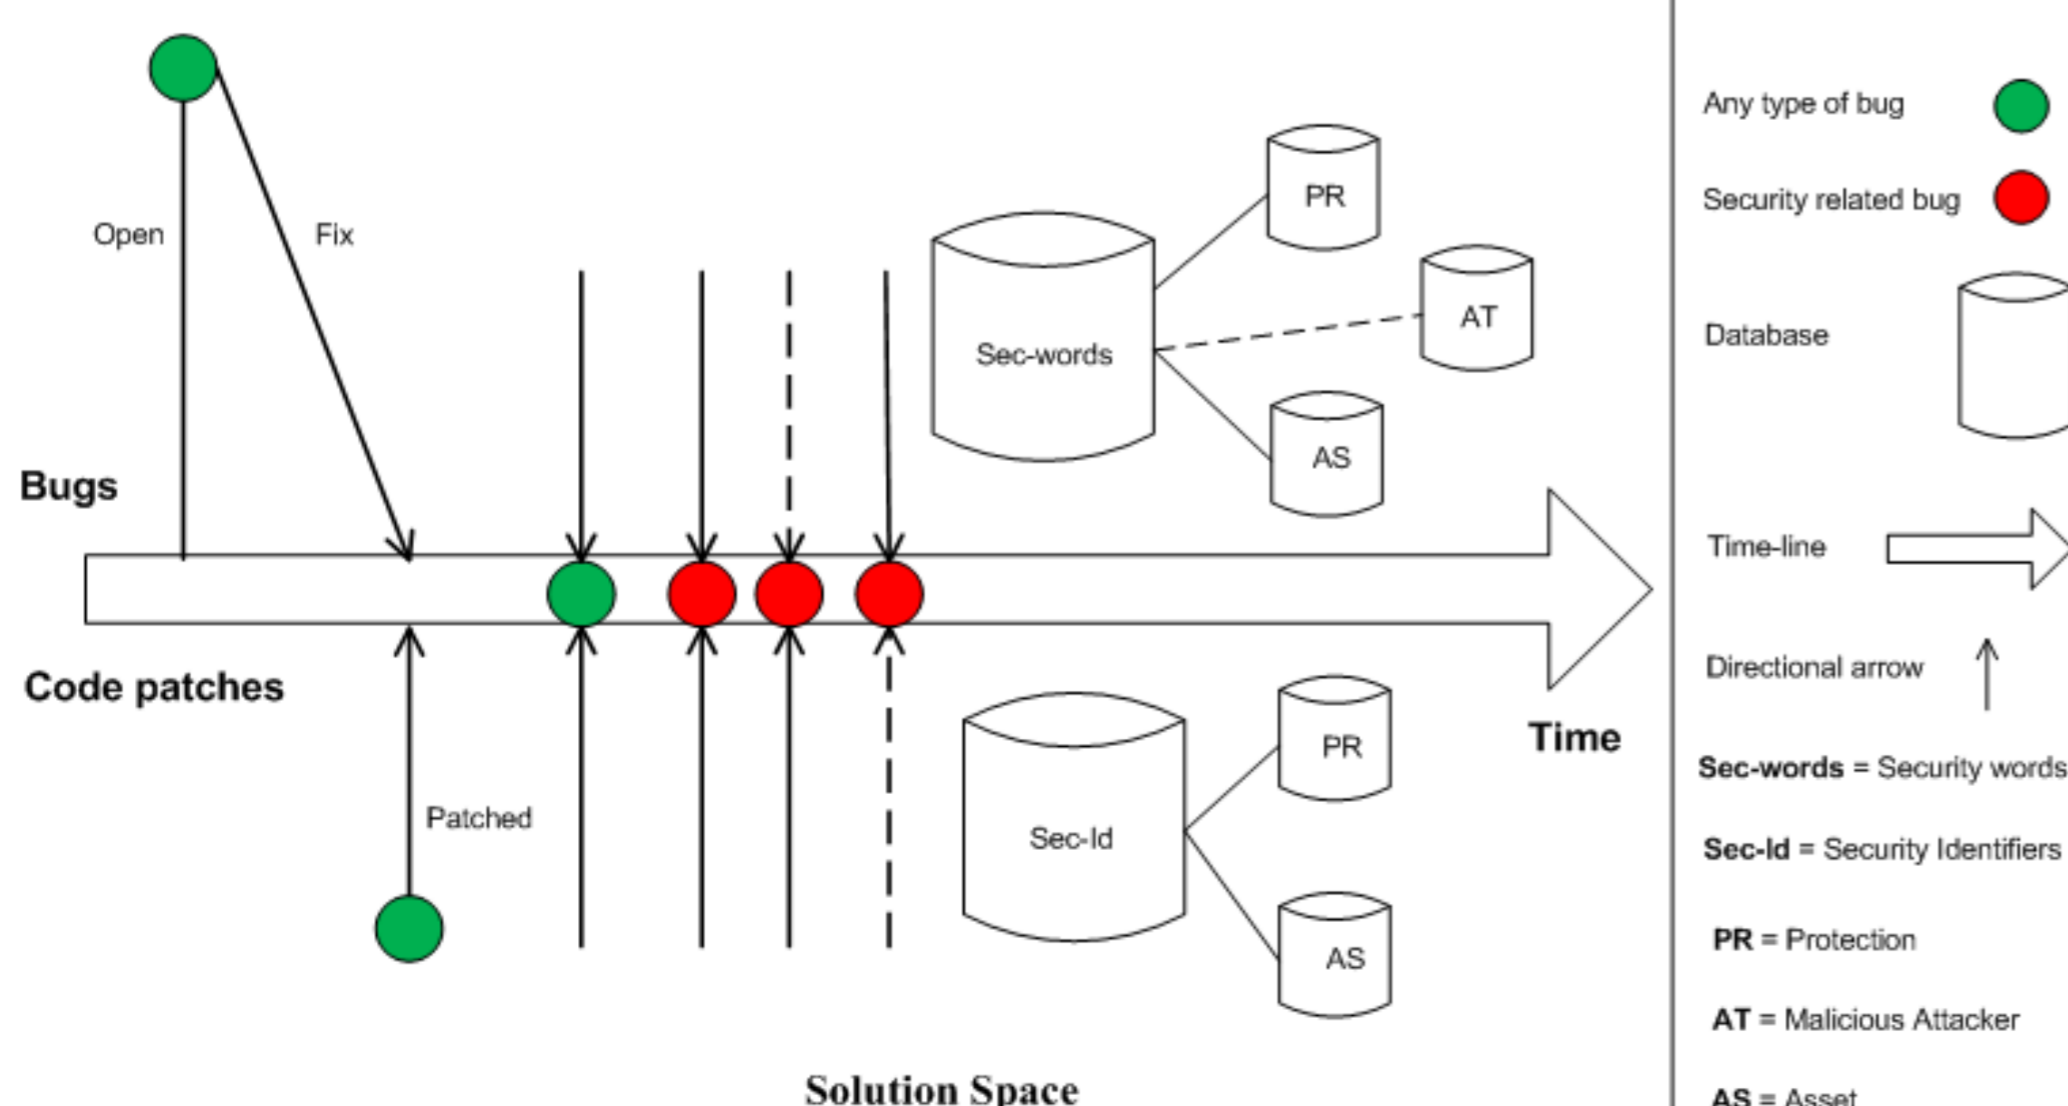 Open
Fix
Bugs
Code patches
Patched
PR
Sec-words
AT
AS
Time
PR
Sec-Id
AS
Solution Space
Any type of bug
Security related bug
Database
Time-line
Directional arrow
Sec-words = Security words
Sec-Id = Security Identifiers
PR = Protection
AT = Malicious Attacker
AS = Asset